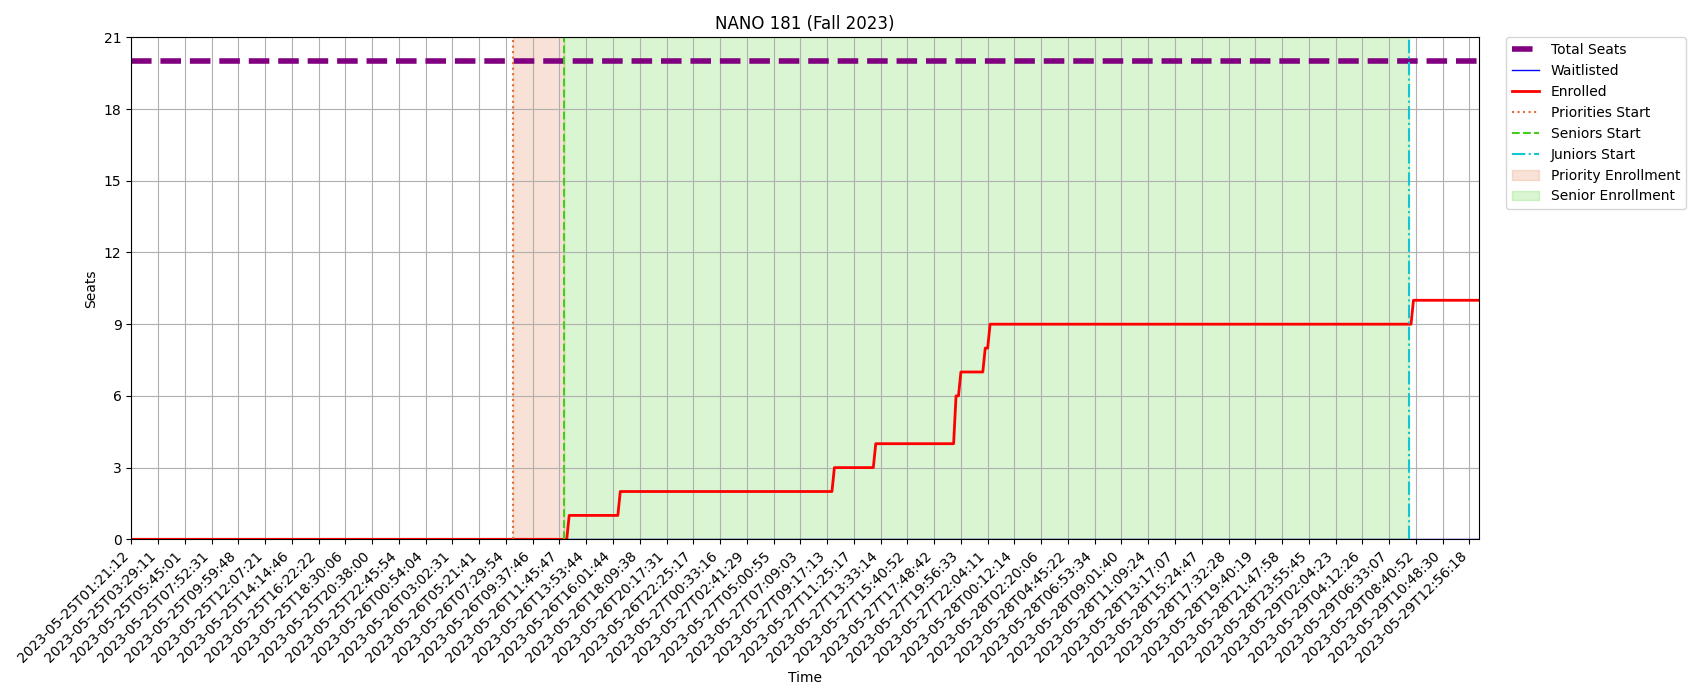 NANO 181 (Fall 2023)
21
18
15
12
9
6
3
0
Seats
2023-05-25T01:21:12
2023-05-25T03:29:11
2023-05-25T05:45:01
2023-05-25T07:52:31
2023-05-25T09:59:48
2023-05-25T12:07:21
2023-05-25T14:14:46
2023-05-25T16:22:22
2023-05-25T18:30:06
2023-05-25T20:38:00
2023-05-25T22:45:54
2023-05-26T00:54:04
2023-05-26T03:02:31
2023-05-26T05:21:41
2023-05-26T07:29:54
2023-05-26T09:37:46
2023-05-26T11:45:47
2023-05-26T13:53:44
2023-05-26T16:01:44
2023-05-26T18:09:38
2023-05-26T20:17:31
2023-05-26T22:25:17
2023-05-27T00:33:16
2023-05-27T02:41:29
2023-05-27T05:00:55
2023-05-27T07:09:03
2023-05-27T09:17:13
2023-05-27T11:25:17
2023-05-27T13:33:14
2023-05-27T15:40:52
2023-05-27T17:48:42
2023-05-27T19:56:33
2023-05-27T22:04:11
2023-05-28T00:12:14
2023-05-28T02:20:06
2023-05-28T04:45:22
2023-05-28T06:53:34
2023-05-28T09:01:40
2023-05-28T11:09:24
2023-05-28T13:17:07
2023-05-28T15:24:47
2023-05-28T17:32:28
2023-05-28T19:40:19
2023-05-28T21:47:58
2023-05-28T23:55:45
2023-05-29T02:04:23
2023-05-29T04:12:26
2023-05-29T06:33:07
2023-05-29T08:40:52
2023-05-29T10:48:30
2023-05-29T12:56:18
Time
Total Seats
Waitlisted
Enrolled
Priorities Start
Seniors Start
Juniors Start
Priority Enrollment
Senior Enrollment